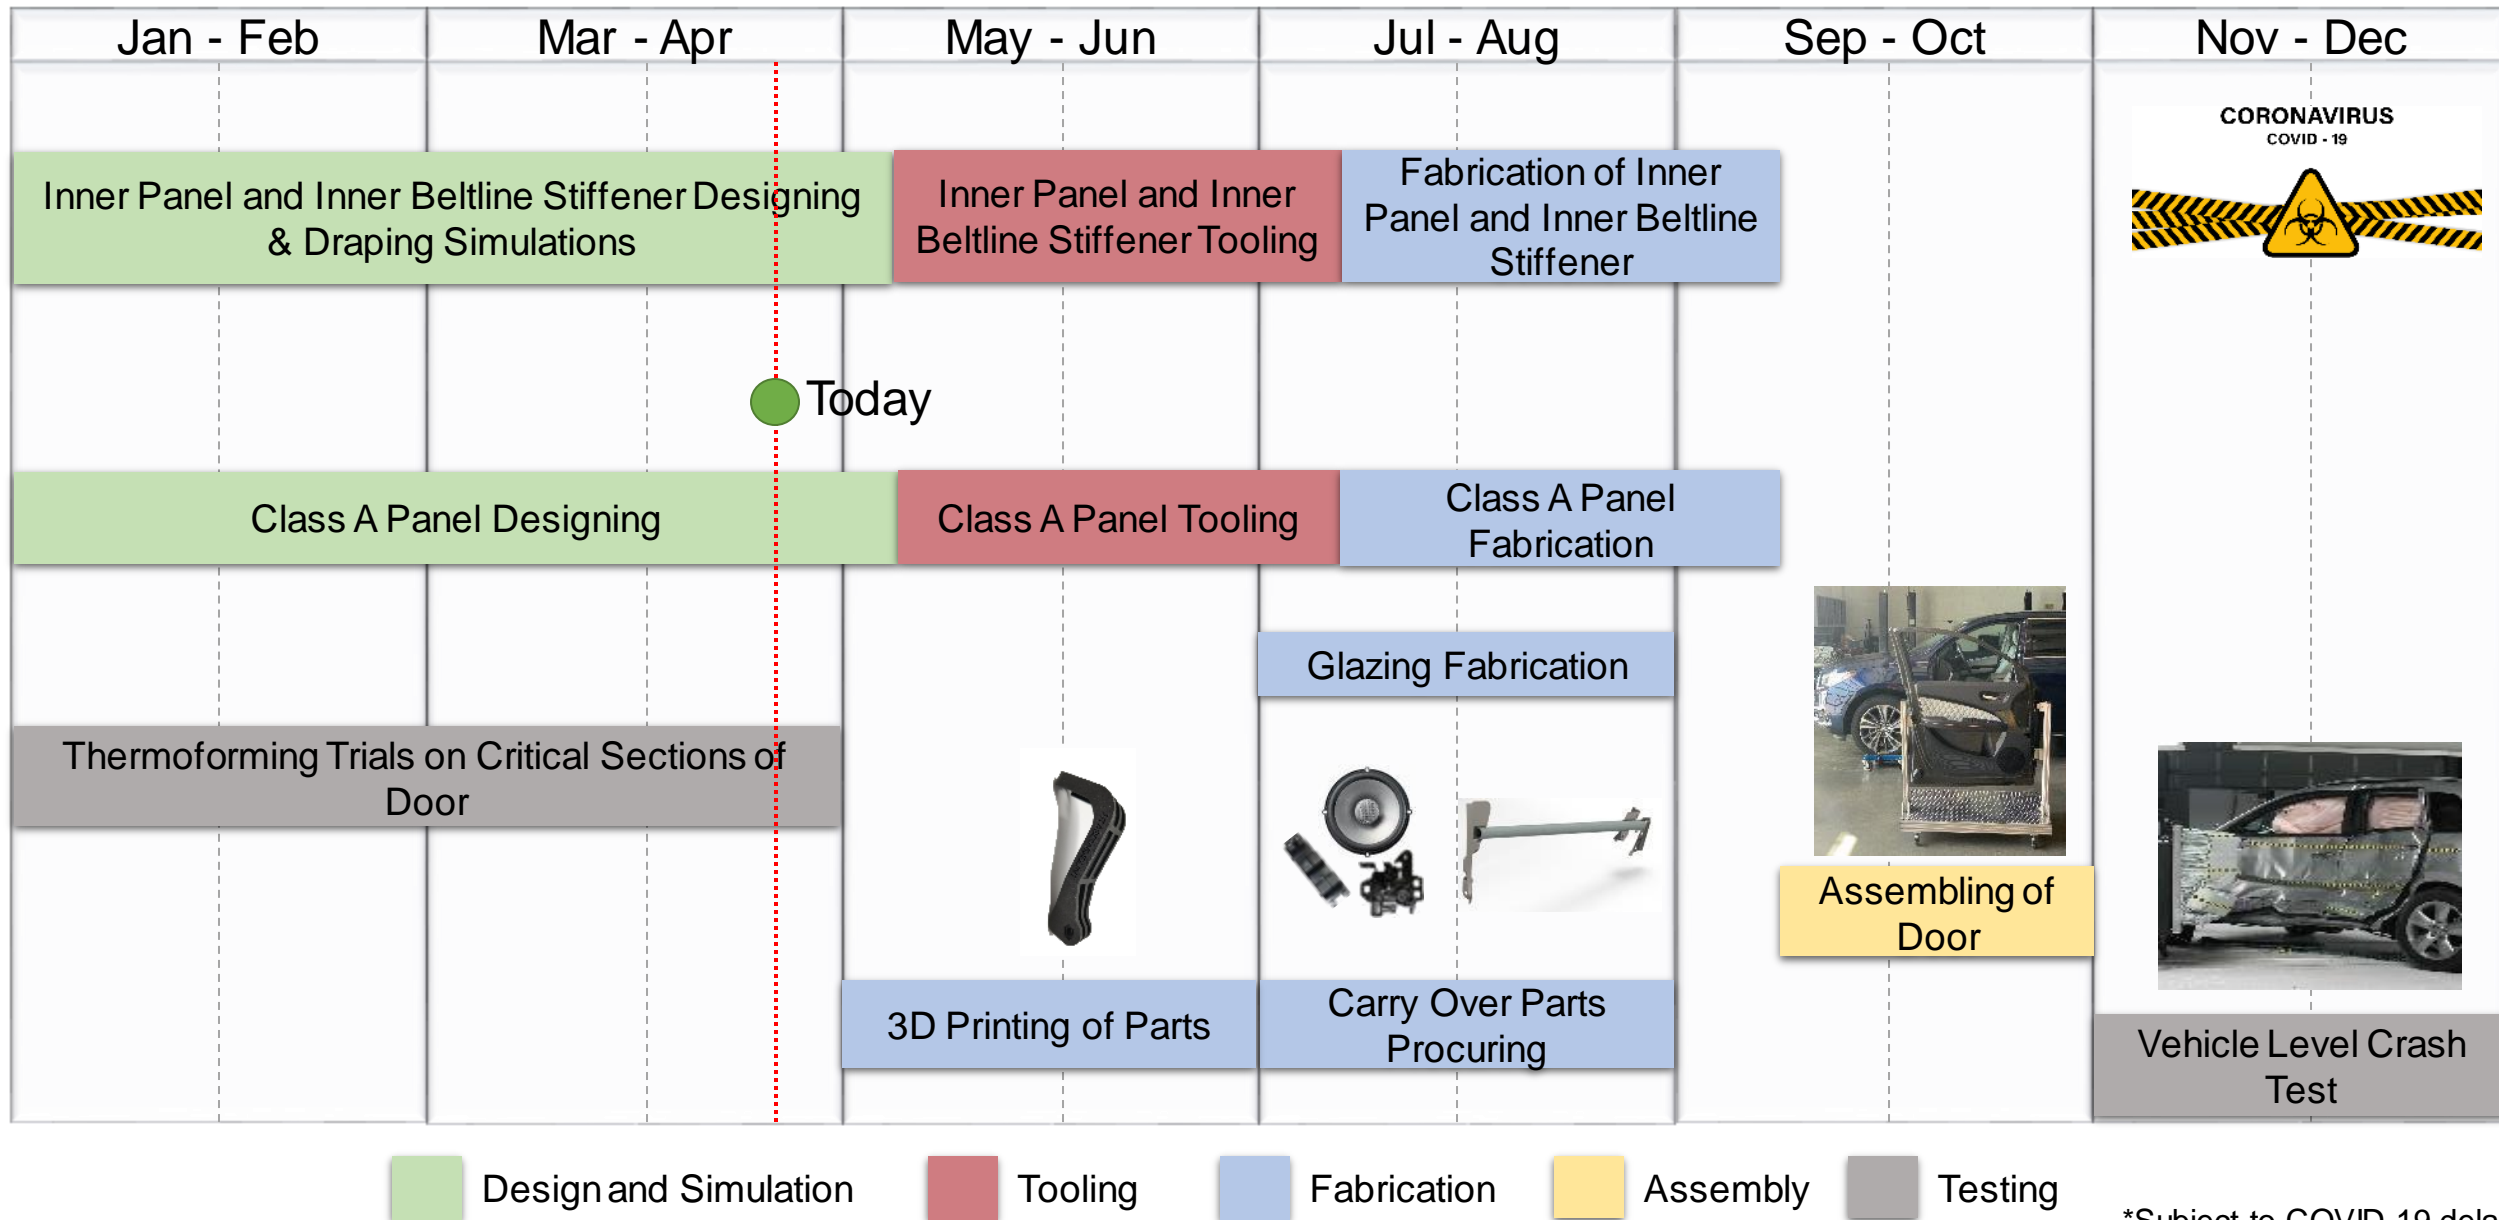 Jan - Feb
Mar - Apr
May - Jun
Jul - Aug
Sep - Oct
Nov - Dec
CORONAVIRUS
COVID - 19
Inner Panel and Inner Beltline Stiffener Designing
& Draping Simulations
Inner Panel and Inner
Beltline Stiffener Tooling
Fabrication of Inner
Panel and Inner Beltline
Stiffener
Today
Class A Panel Designing
Class A Panel Tooling
Class A Panel
Fabrication
Glazing Fabrication
Thermoforming Trials on Critical Sections of
Door
Assembling of
Door
3D Printing of Parts
Carry Over Parts
Procuring
Vehicle Level Crash
Test
Design and Simulation
Tooling
Fabrication
Assembly
Testing
*Subject to COVID-19